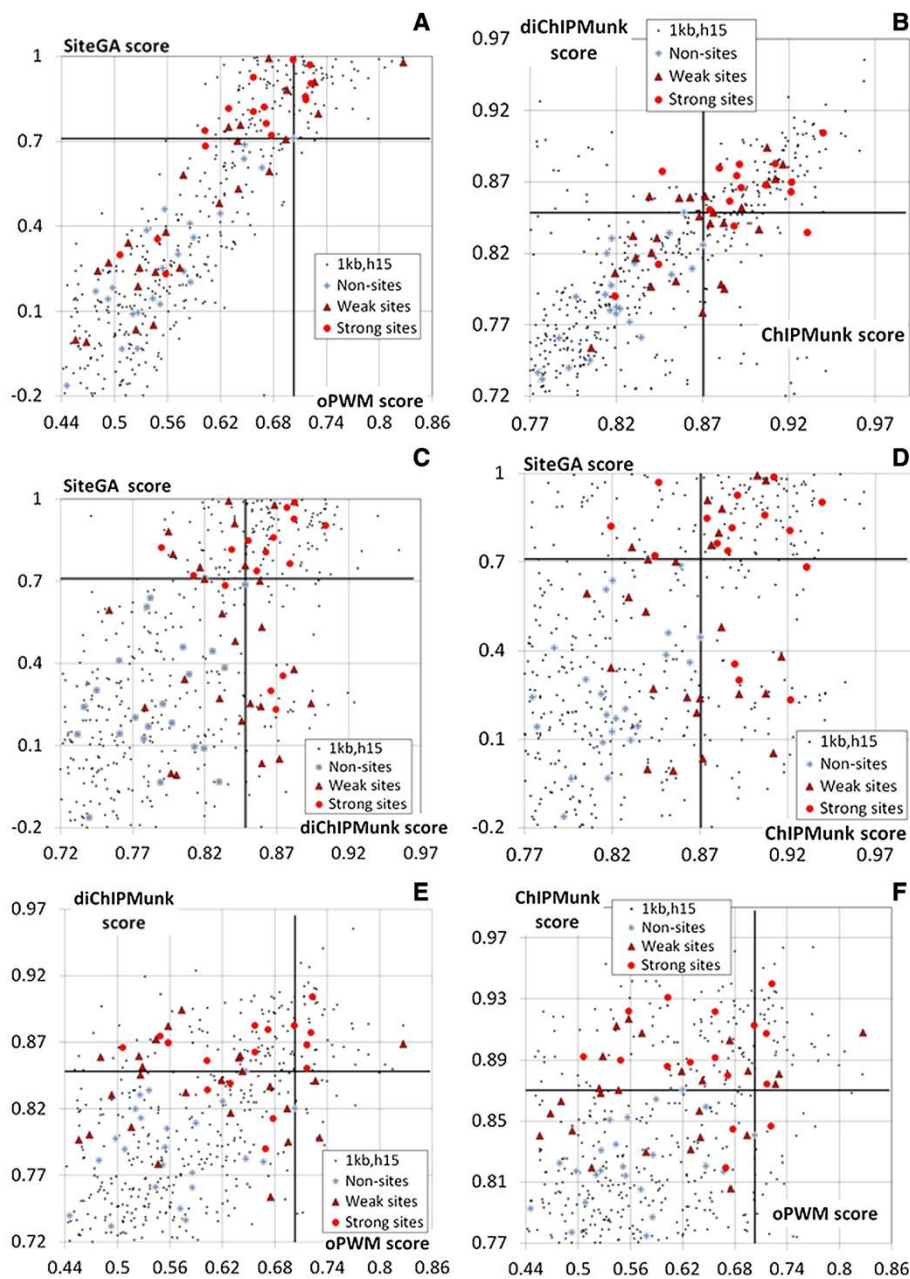 A
SiteGA score
1
0.7
0.4
0.1
-0.2
1kb,h15
Non-sites
Weak sites
Strong sites
oPWM score
0.44 0.5 0.56 0.62 0.68 0.74 0.8 0.86
B
diChIPMunk
score
0.97
0.92
0.87
0.82
0.77
0.72
1kb,h15
Non-sites
Weak sites
Strong sites
ChIPMunk score
0.77 0.82 0.87 0.92 0.97
C
SiteGA score
1
0.7
0.4
0.1
-0.2
1kb,h15
Non-sites
Weak sites
Strong sites
diChIPMunk score
0.72 0.77 0.82 0.87 0.92 0.97
D
SiteGA score
1
0.7
0.4
0.1
-0.2
1kb,h15
Non-sites
Weak sites
Strong sites
ChIPMunk score
0.77 0.82 0.87 0.92 0.97
E
diChIPMunk
score
0.97
0.92
0.87
0.82
0.77
0.72
1kb,h15
Non-sites
Weak sites
Strong sites
oPWM score
0.44 0.5 0.56 0.62 0.68 0.74 0.8 0.86
F
ChIPMunk
score
0.97
0.93
0.89
0.85
0.81
0.77
1kb,h15
Non-sites
Weak sites
Strong sites
oPWM score
0.44 0.5 0.56 0.62 0.68 0.74 0.8 0.86